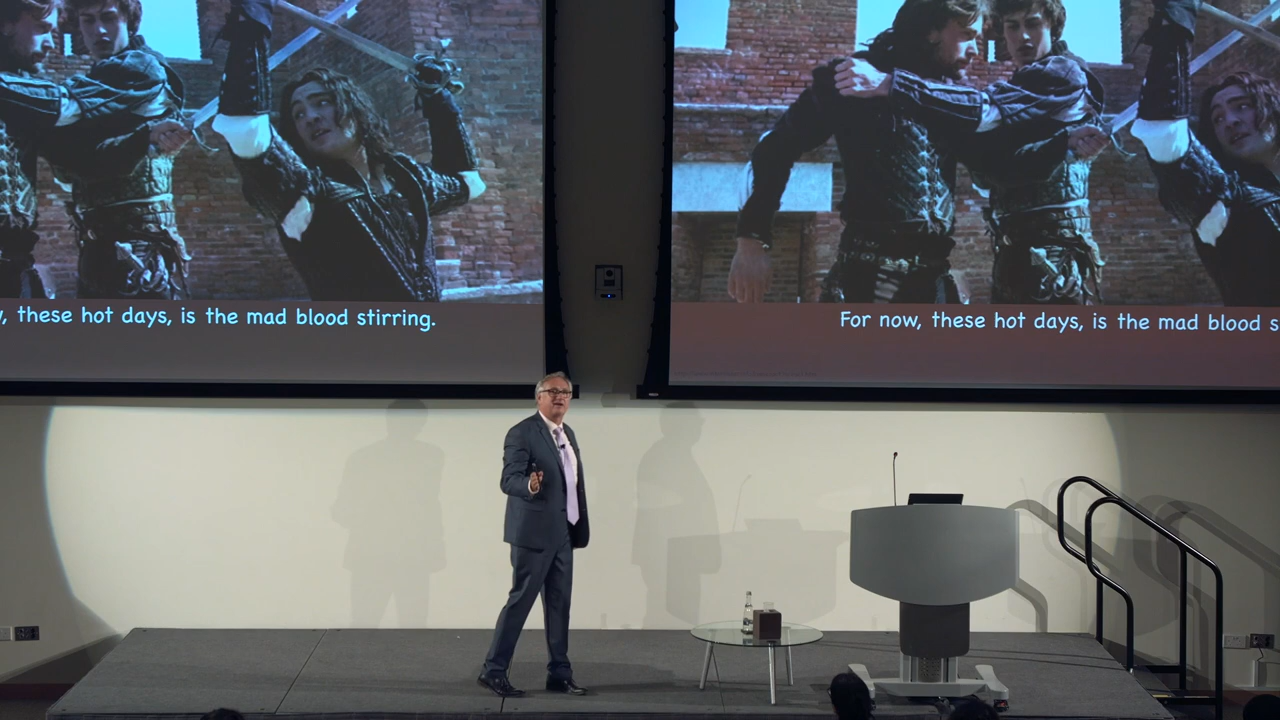 , these hot days, is the mad blood stirring.
For now, these hot days, is the mad blood s